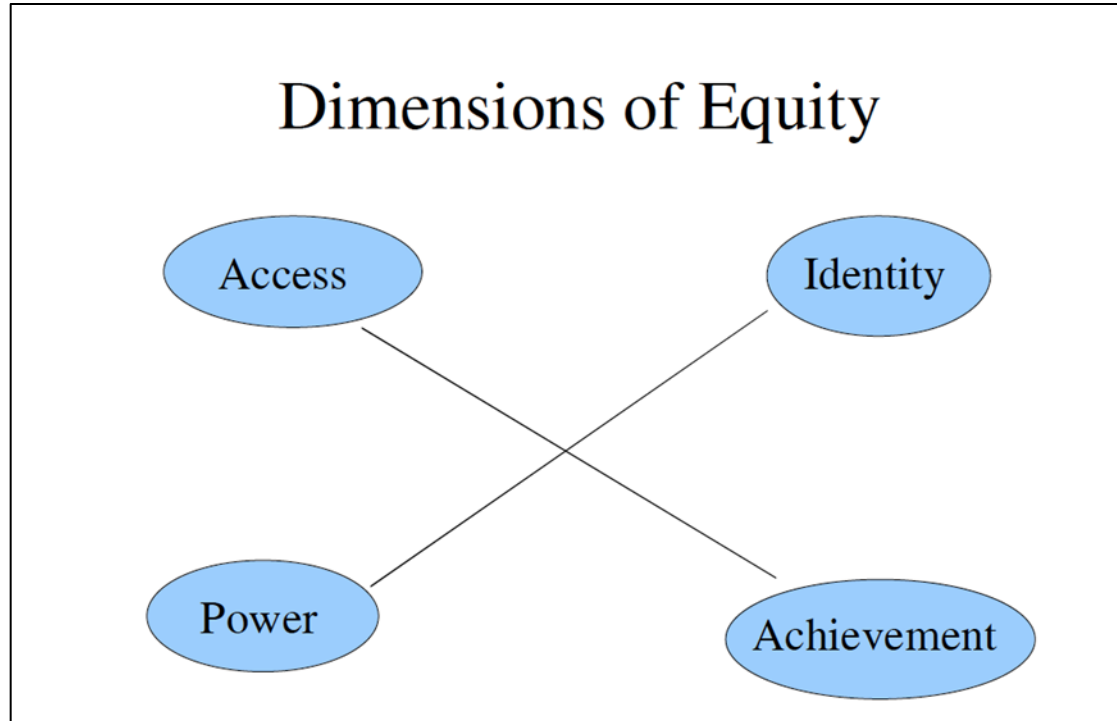 Dimensions of Equity
Access
Identity
Power
Achievement